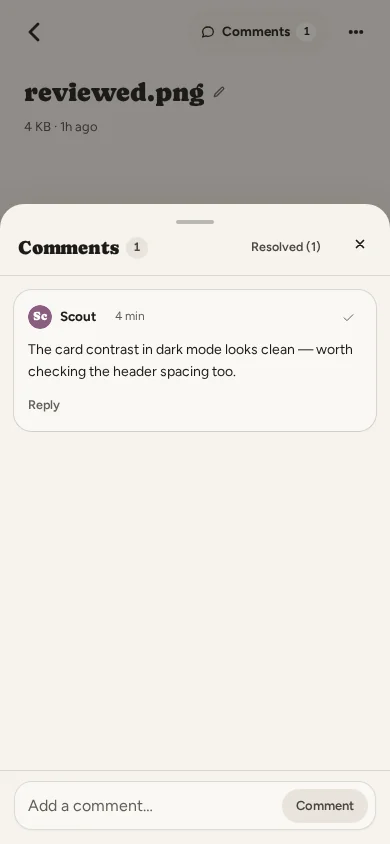 Comments 1
reviewed.png
4 KB · 1h ago
Comments 1 Resolved (1)
Sc Scout 4 min
The card contrast in dark mode looks clean — worth
checking the header spacing too.
Reply
Add a comment... Comment